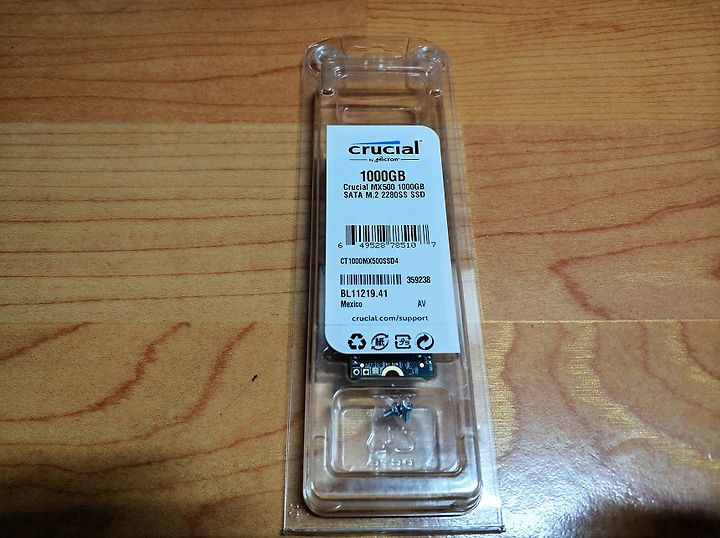 crucial
by Micron
1000GB
Crucial MX500 1000GB
SATA M.2 2280SS SSD
6 49528 78510 7
CT1000MX500SSD4
359238
BL11219.41
Mexico AV
crucial.com/support
紙